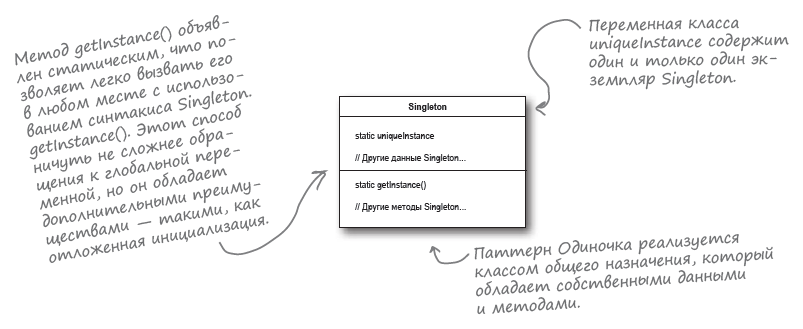 Метод getInstance() объяв-
лен статическим, что по-
зволяет легко вызвать его
в любом месте с использо-
ванием синтаксиса Singleton.
getInstance(). Этот способ
ничуть не сложнее обра-
щения к глобальной пере-
менной, но он обладает
дополнительными преиму-
ществами — такими, как
отложенная инициализация.
Переменная класса
uniqueInstance содержит
один и только один эк-
земпляр Singleton.
Singleton
static uniqueInstance
// Другие данные Singleton...
static getInstance()
// Другие методы Singleton...
Паттерн Одиночка реализуется
классом общего назначения, который
обладает собственными данными
и методами.